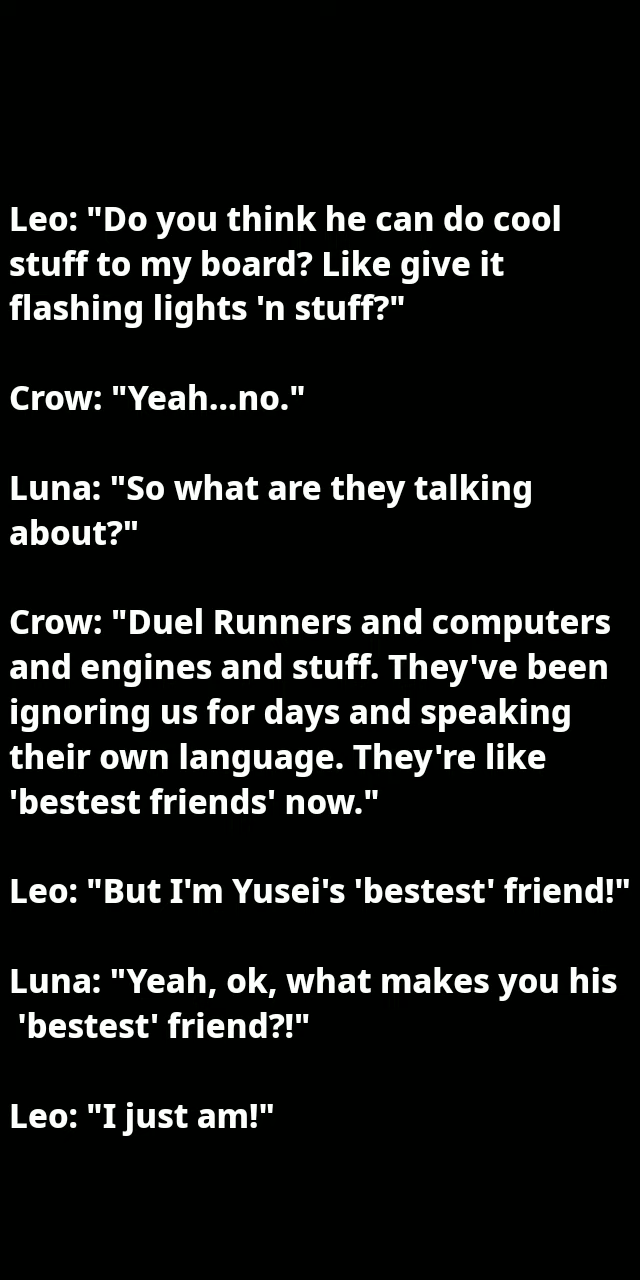 Leo: "Do you think he can do cool
stuff to my board? Like give it
flashing lights 'n stuff?"
Crow: "Yeah...no."
Luna: "So what are they talking
about?"
Crow: "Duel Runners and computers
and engines and stuff. They've been
ignoring us for days and speaking
their own language. They're like
'bestest friends' now."
Leo: "But I'm Yusei's 'bestest' friend!"
Luna: "Yeah, ok, what makes you his
'bestest' friend?!"
Leo: "I just am!"